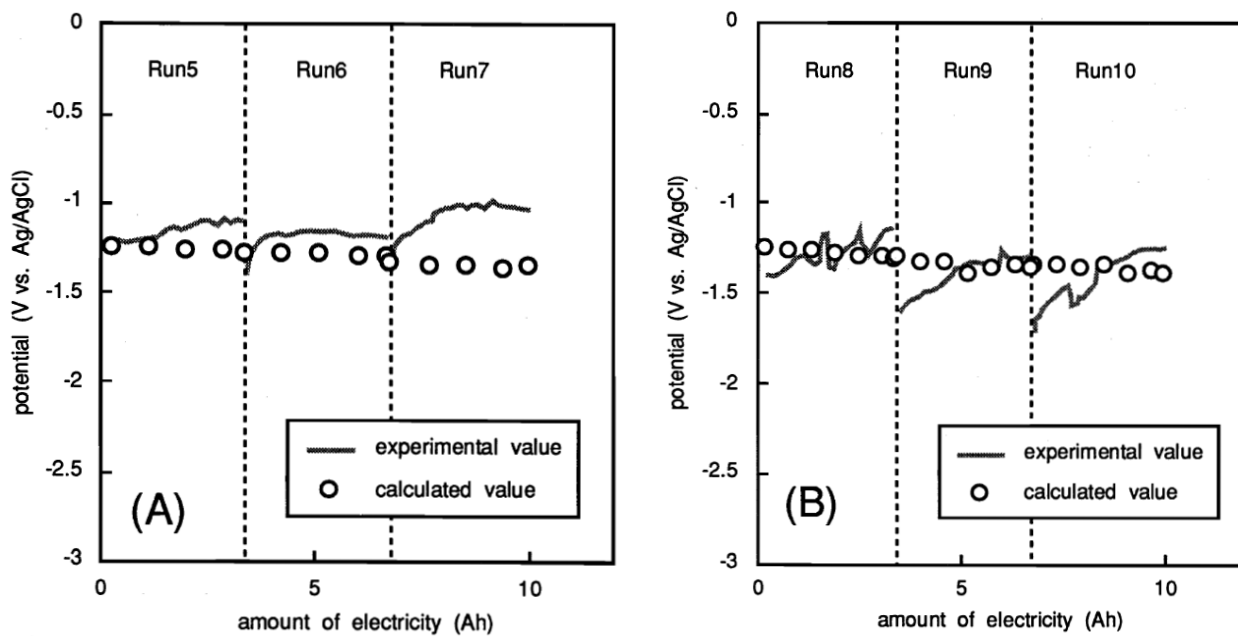 0
-0.5
-1
-1.5
-2
-2.5
-3
potential (V vs. Ag/AgCl)
Run5
Run6
Run7
experimental value
calculated value
(A)
0
5
10
amount of electricity (Ah)
0
-0.5
-1
-1.5
-2
-2.5
-3
potential (V vs. Ag/AgCl)
Run8
Run9
Run10
experimental value
calculated value
(B)
0
5
10
amount of electricity (Ah)